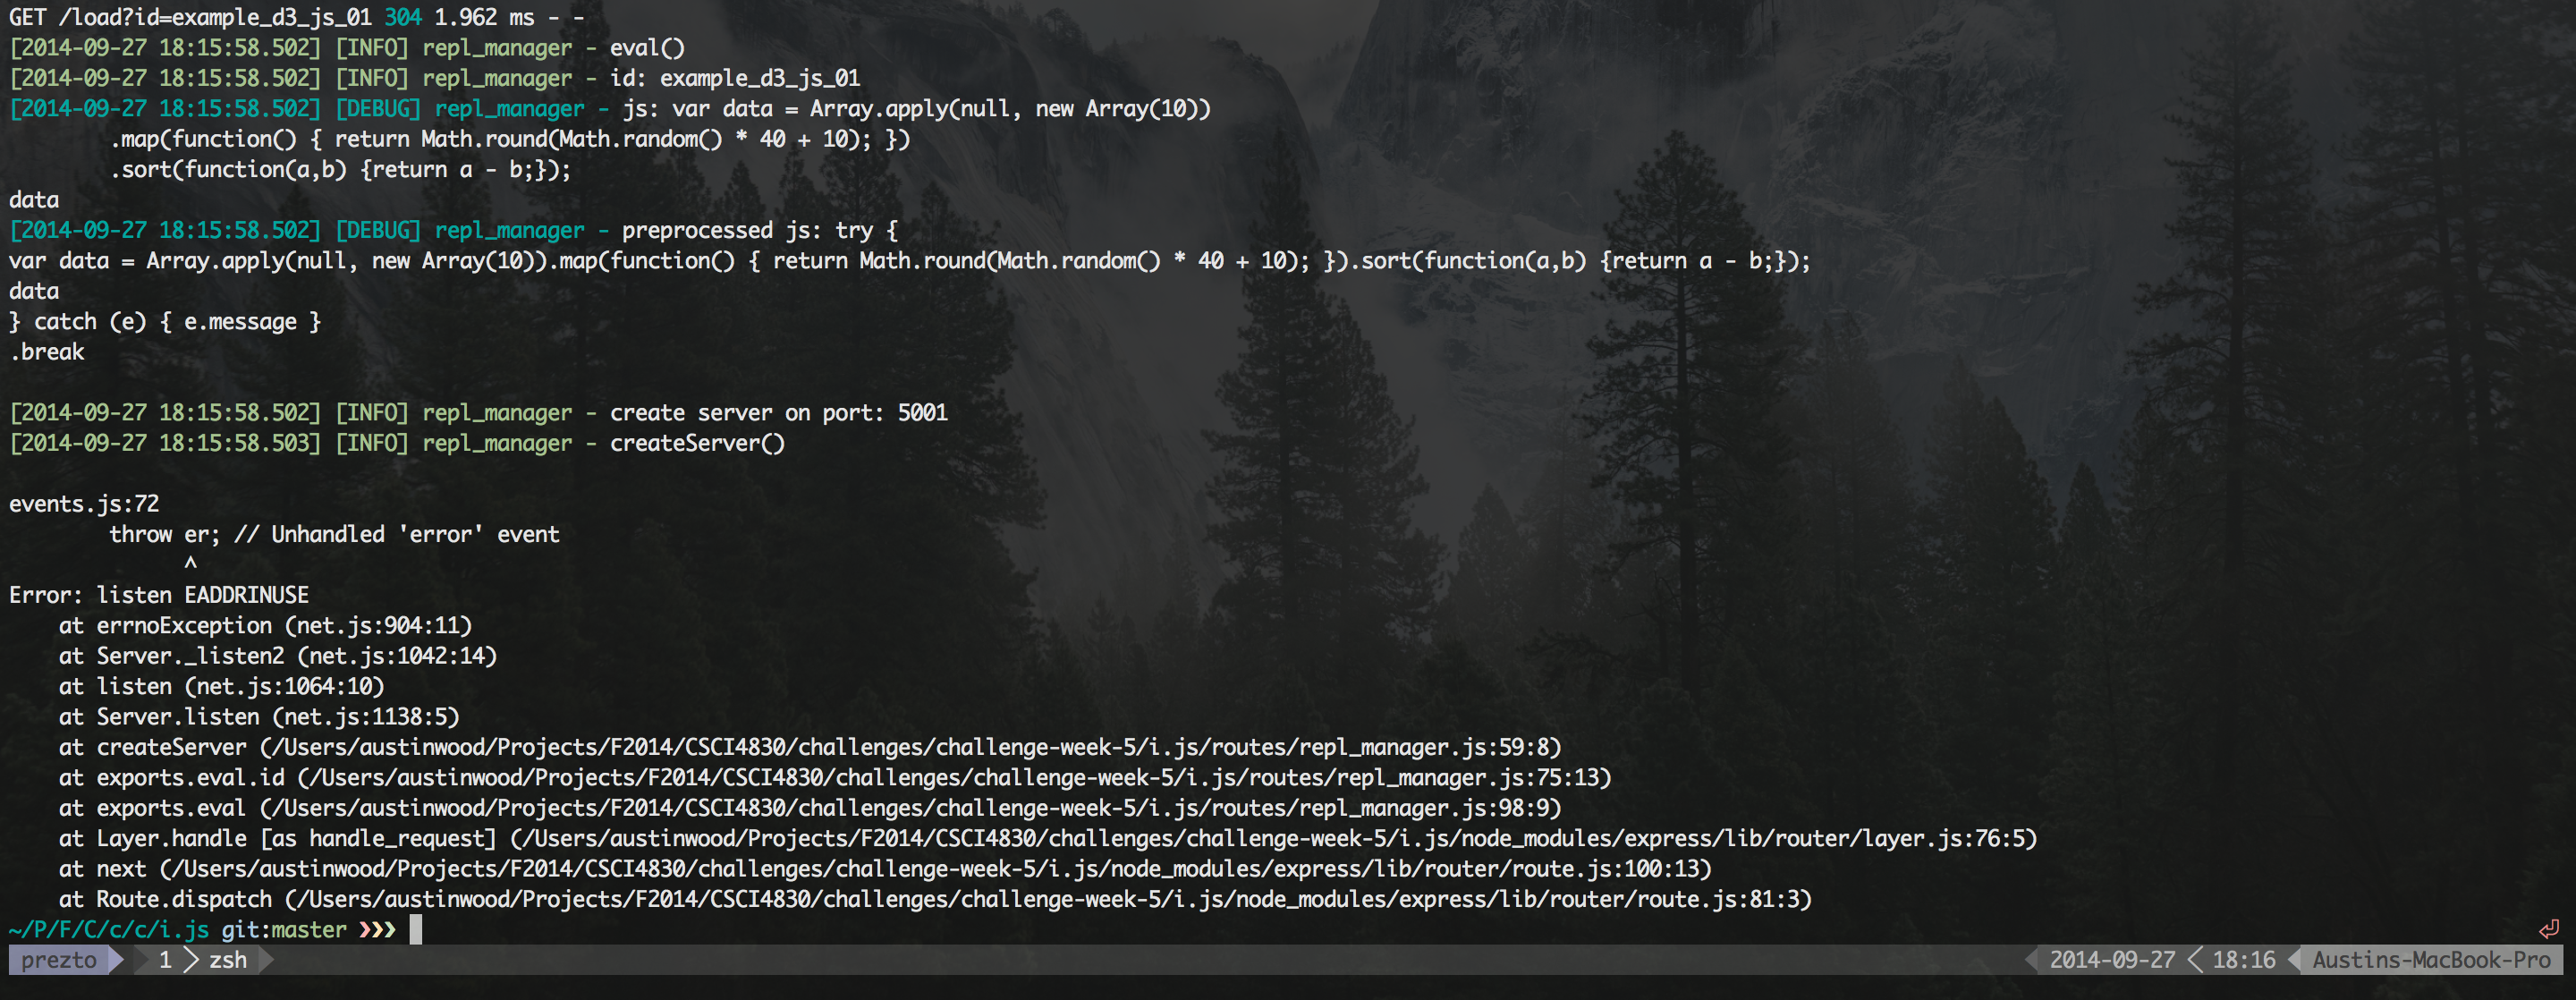 GET /load?id=example_d3_js_01 304 1.962 ms - -
[2014-09-27 18:15:58.502] [INFO] repl_manager - eval()
[2014-09-27 18:15:58.502] [INFO] repl_manager - id: example_d3_js_01
[2014-09-27 18:15:58.502] [DEBUG] repl_manager - js: var data = Array.apply(null, new Array(10))
        .map(function() { return Math.round(Math.random() * 40 + 10); })
        .sort(function(a,b) {return a - b;});
data
[2014-09-27 18:15:58.502] [DEBUG] repl_manager - preprocessed js: try {
var data = Array.apply(null, new Array(10)).map(function() { return Math.round(Math.random() * 40 + 10); }).sort(function(a,b) {return a - b;});
data
} catch (e) { e.message }
.break

[2014-09-27 18:15:58.502] [INFO] repl_manager - create server on port: 5001
[2014-09-27 18:15:58.503] [INFO] repl_manager - createServer()

events.js:72
        throw er; // Unhandled 'error' event
              ^
Error: listen EADDRINUSE
    at errnoException (net.js:904:11)
    at Server._listen2 (net.js:1042:14)
    at listen (net.js:1064:10)
    at Server.listen (net.js:1138:5)
    at createServer (/Users/austinwood/Projects/F2014/CSCI4830/challenges/challenge-week-5/i.js/routes/repl_manager.js:59:8)
    at exports.eval.id (/Users/austinwood/Projects/F2014/CSCI4830/challenges/challenge-week-5/i.js/routes/repl_manager.js:75:13)
    at exports.eval (/Users/austinwood/Projects/F2014/CSCI4830/challenges/challenge-week-5/i.js/routes/repl_manager.js:98:9)
    at Layer.handle [as handle_request] (/Users/austinwood/Projects/F2014/CSCI4830/challenges/challenge-week-5/i.js/node_modules/express/lib/router/layer.js:76:5)
    at next (/Users/austinwood/Projects/F2014/CSCI4830/challenges/challenge-week-5/i.js/node_modules/express/lib/router/route.js:100:13)
    at Route.dispatch (/Users/austinwood/Projects/F2014/CSCI4830/challenges/challenge-week-5/i.js/node_modules/express/lib/router/route.js:81:3)
~/P/F/C/c/c/i.js git:master ❯❯❯ ⏎
prezto 1 zsh 2014-09-27 18:16 Austins-MacBook-Pro